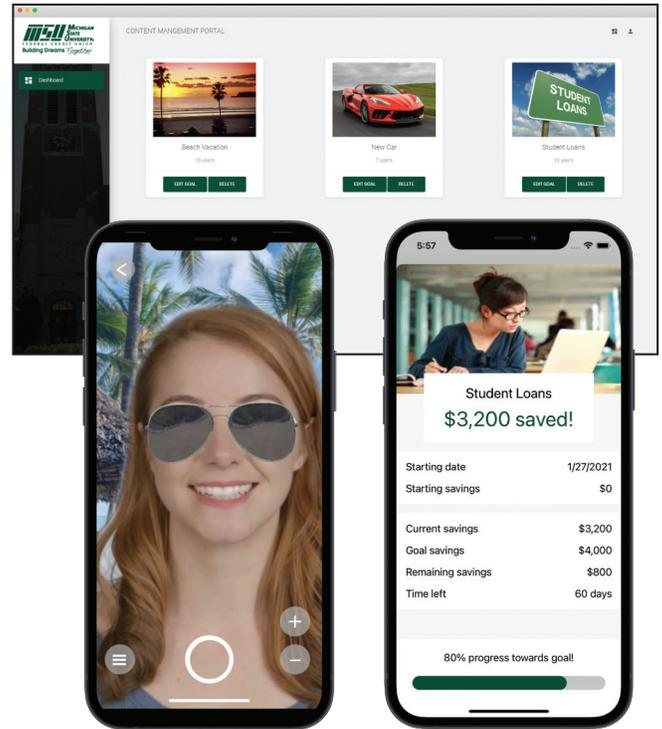 MSU MICHIGAN
STATE
UNIVERSITY®
FEDERAL CREDIT UNION
Building Dreams Together
CONTENT MANGEMENT PORTAL
Dashboard
STUDENT
LOANS
Beach Vacation
New Car
Student Loans
7 users
EDIT GOAL DELETE
EDIT GOAL DELETE
EDIT GOAL DELETE
5:57
Student Loans
$3,200 saved!
Starting date 1/27/2021
Starting savings $0
Current savings $3,200
Goal savings $4,000
Remaining savings $800
Time left 60 days
80% progress towards goal!